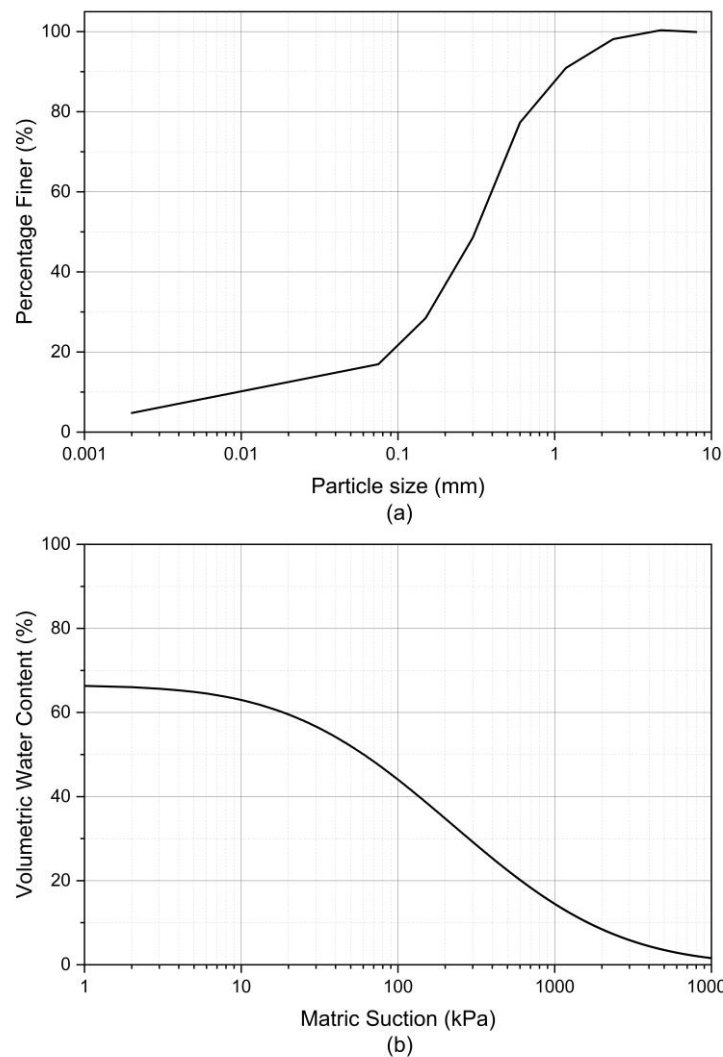 100
80
60
40
20
0
Percentage Finer (%)
0.001 0.01 0.1 1 10
Particle size (mm)
(a)
100
80
60
40
20
0
Volumetric Water Content (%)
1 10 100 1000 1000
Matric Suction (kPa)
(b)